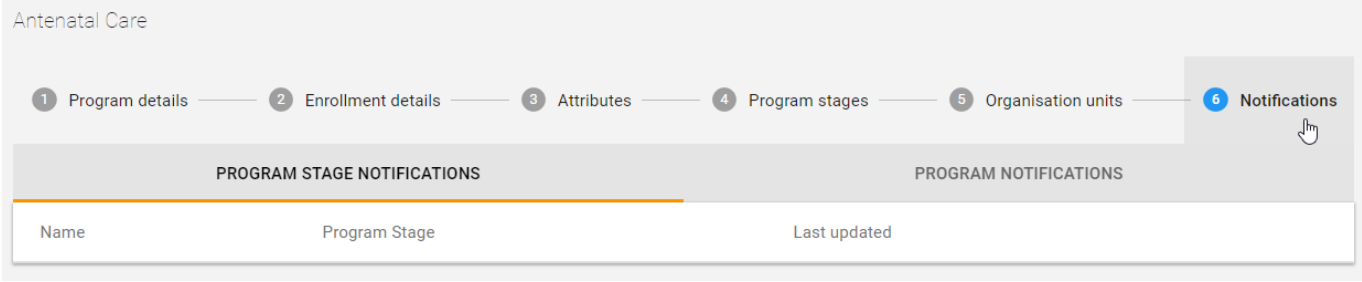 Antenatal Care
1 Program details 2 Enrollment details 3 Attributes 4 Program stages 5 Organisation units 6 Notifications
PROGRAM STAGE NOTIFICATIONS PROGRAM NOTIFICATIONS
Name Program Stage Last updated